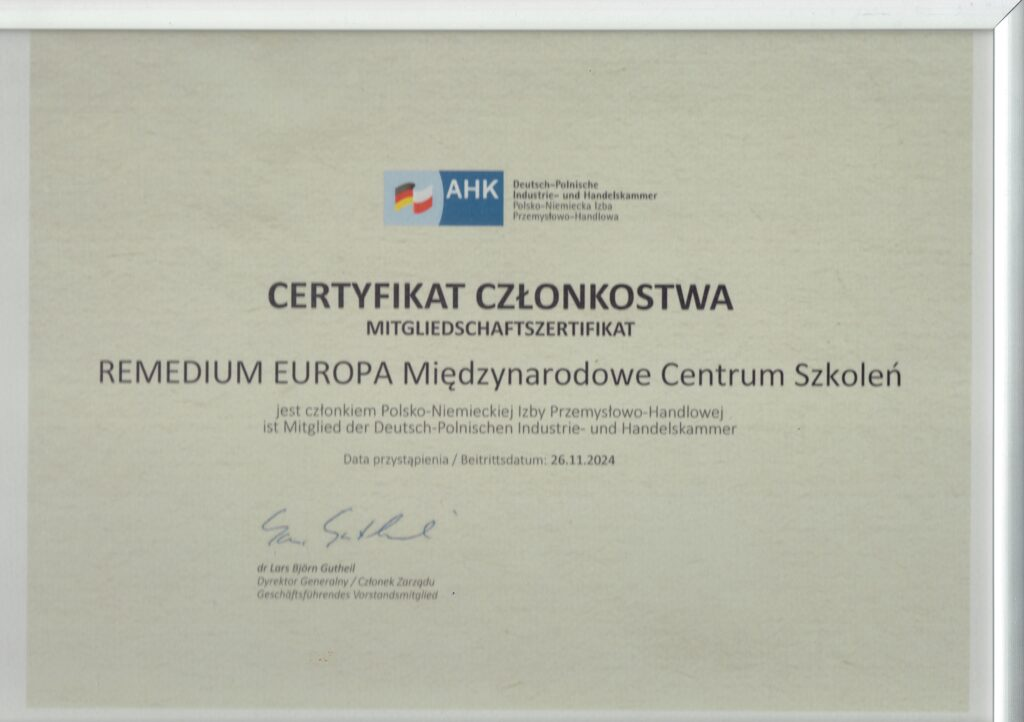 AHK
Deutsch-Polnische
Industrie- und Handelskammer
Polsko-Niemiecka Izba
Przemysłowo-Handlowa
CERTYFIKAT CZŁONKOSTWA
MITGLIEDSCHAFTSZERTIFIKAT
REMEDIUM EUROPA Międzynarodowe Centrum Szkoleń
jest członkiem Polsko-Niemieckiej Izby Przemysłowo-Handlowej
ist Mitglied der Deutsch-Polnischen Industrie- und Handelskammer
Data przystąpienia / Beitrittsdatum: 26.11.2024
dr Lars Björn Gutheil
Dyrektor Generalny / Członek Zarządu
Geschäftsführendes Vorstandsmitglied